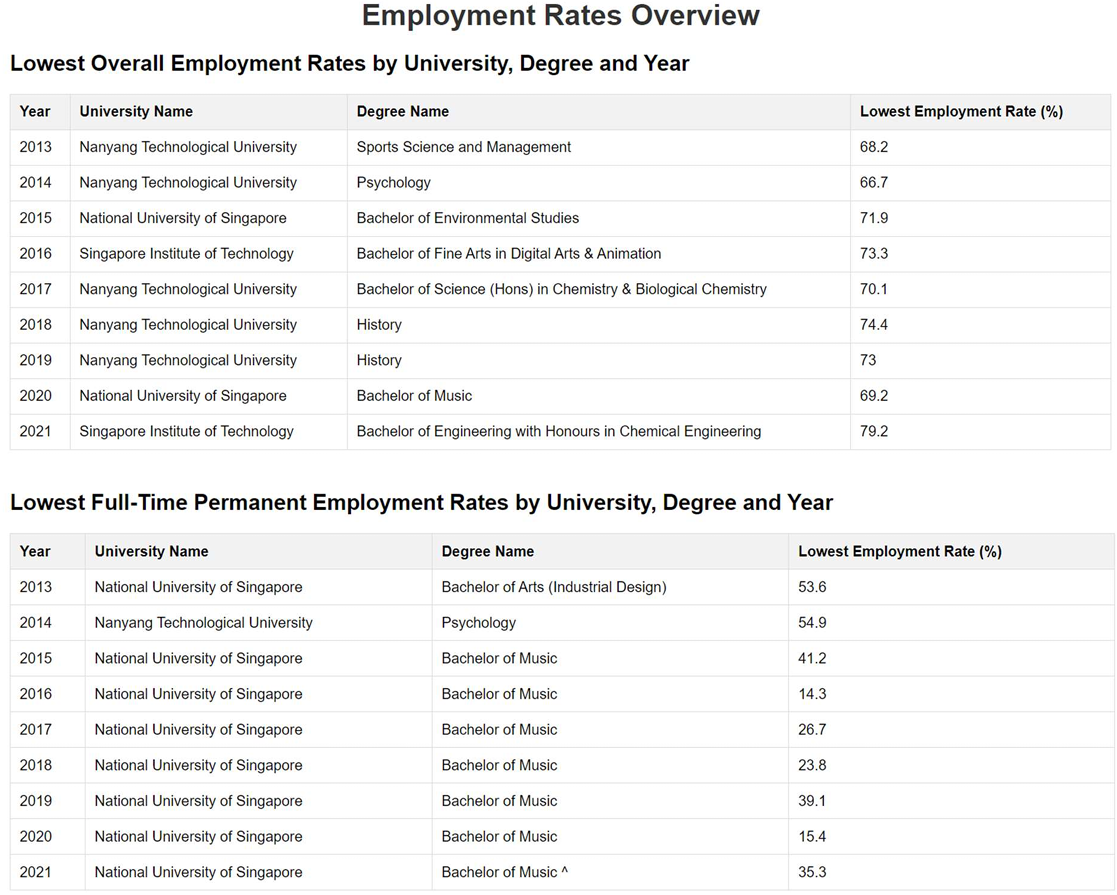 Employment Rates Overview
Lowest Overall Employment Rates by University, Degree and Year
Year University Name Degree Name Lowest Employment Rate (%)
2013 Nanyang Technological University Sports Science and Management 68.2
2014 Nanyang Technological University Psychology 66.7
2015 National University of Singapore Bachelor of Environmental Studies 71.9
2016 Singapore Institute of Technology Bachelor of Fine Arts in Digital Arts & Animation 73.3
2017 Nanyang Technological University Bachelor of Science (Hons) in Chemistry & Biological Chemistry 70.1
2018 Nanyang Technological University History 74.4
2019 Nanyang Technological University History 73
2020 National University of Singapore Bachelor of Music 69.2
2021 Singapore Institute of Technology Bachelor of Engineering with Honours in Chemical Engineering 79.2
Lowest Full-Time Permanent Employment Rates by University, Degree and Year
Year University Name Degree Name Lowest Employment Rate (%)
2013 National University of Singapore Bachelor of Arts (Industrial Design) 53.6
2014 Nanyang Technological University Psychology 54.9
2015 National University of Singapore Bachelor of Music 41.2
2016 National University of Singapore Bachelor of Music 14.3
2017 National University of Singapore Bachelor of Music 26.7
2018 National University of Singapore Bachelor of Music 23.8
2019 National University of Singapore Bachelor of Music 39.1
2020 National University of Singapore Bachelor of Music 15.4
2021 National University of Singapore Bachelor of Music ^ 35.3